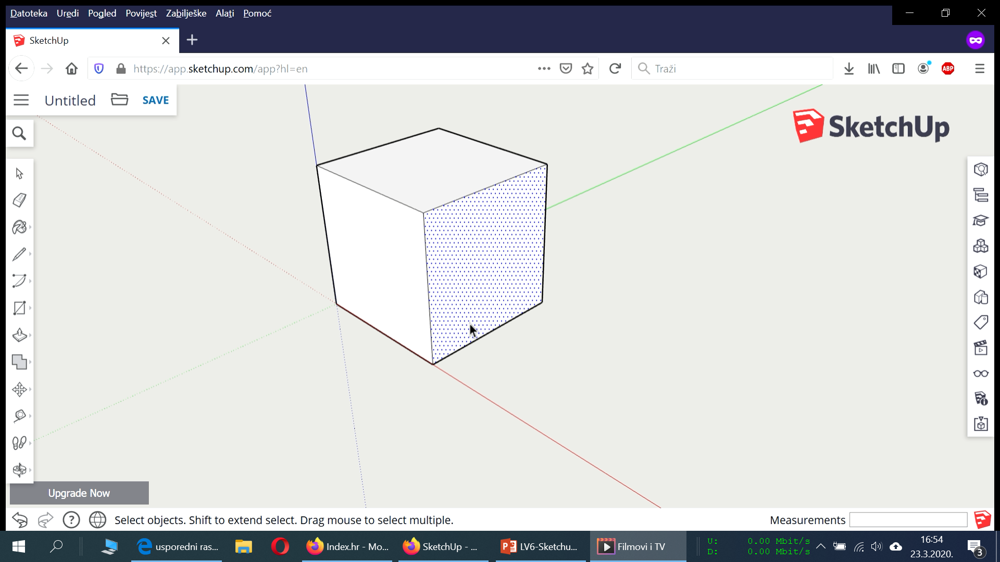 Datoteka Uredi Pogled Povijest Zabilješke Alati Pomoć
SketchUp
https://app.sketchup.com/app?hl=en
Traži
ABP
Untitled SAVE
SketchUp
Upgrade Now
Select objects. Shift to extend select. Drag mouse to select multiple.
Measurements
usporedni ras...
Index.hr - Mo...
SketchUp - ...
LV6-Sketchu...
Filmovi i TV
U: 0.00 Mbit/s
D: 0.00 Mbit/s
16:54
23.3.2020.
3